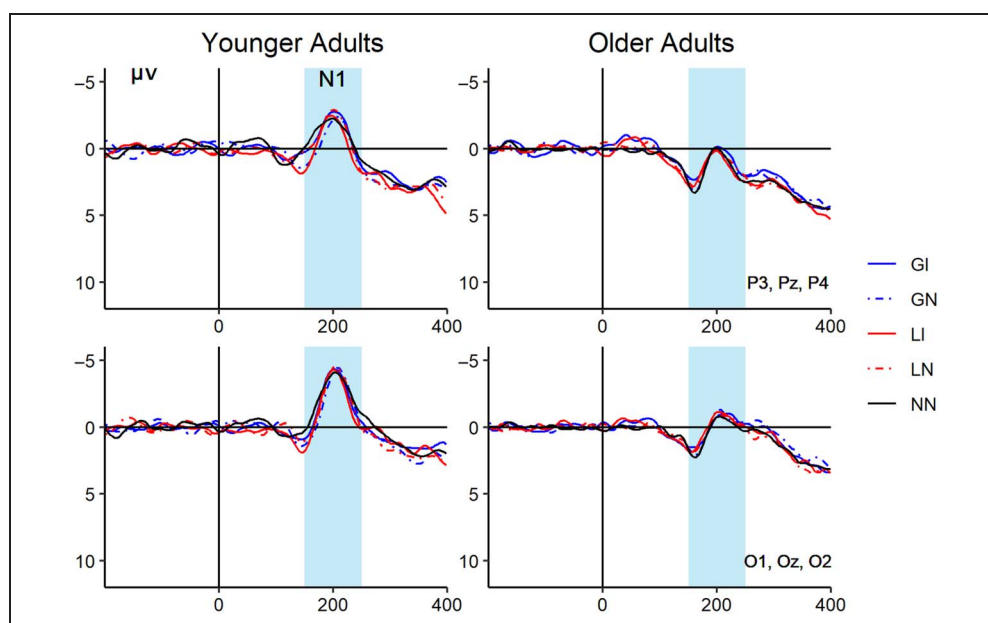 Younger Adults Older Adults
µv N1
−5 −5
0 0
5 5
10 10
P3, Pz, P4
0 200 400 0 200 400
−5 −5
0 0
5 5
10 10
O1, Oz, O2
0 200 400 0 200 400
GI
GN
LI
LN
NN